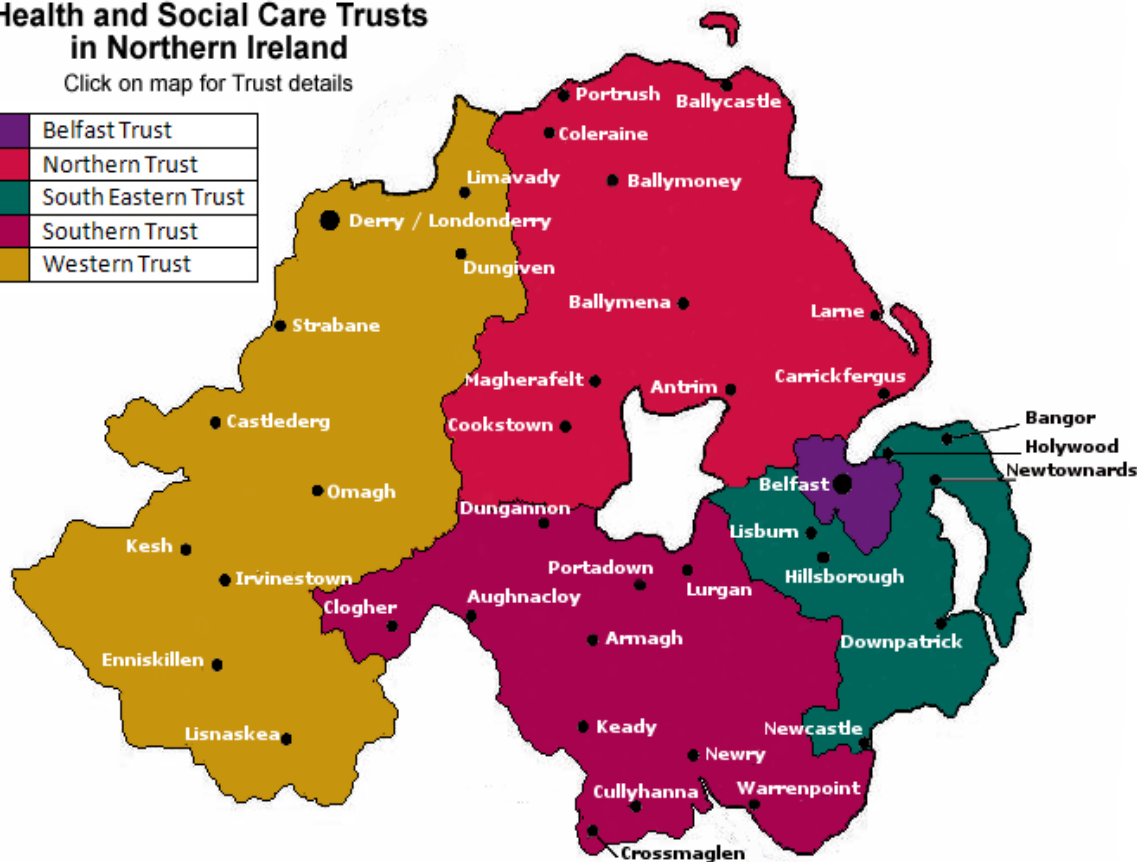 Health and Social Care Trusts
in Northern Ireland
Click on map for Trust details
Belfast Trust
Northern Trust
South Eastern Trust
Southern Trust
Western Trust
Portrush
Ballycastle
Coleraine
Limavady
Ballymoney
Derry / Londonderry
Dungiven
Ballymena
Larne
Strabane
Magherafelt
Antrim
Carrickfergus
Castlederg
Cookstown
Bangor
Holywood
Newtownards
Belfast
Omagh
Dungannon
Lisburn
Kesh
Portadown
Hillsborough
Irvinestown
Lurgan
Clogher
Aughnacloy
Armagh
Downpatrick
Enniskillen
Keady
Newcastle
Lisnaskea
Newry
Cullyhanna
Warrenpoint
Crossmaglen